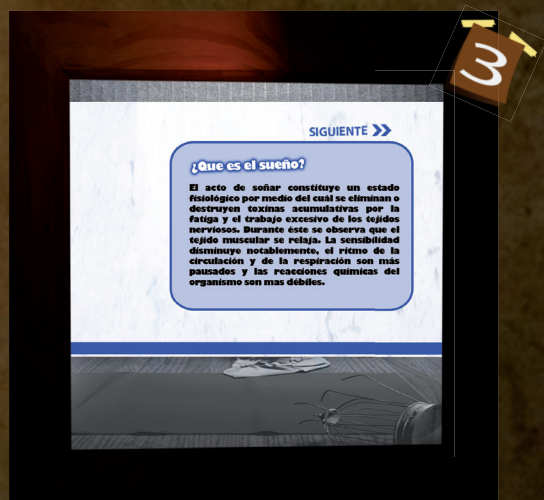 3
SIGUIENTE >>
¿Que es el sueño?
El acto de soñar constituye un estado
fisiológico por medio del cuál se eliminan o
destruyen toxinas acumulativas por la
fatiga y el trabajo excesivo de los tejidos
nerviosos. Durante éste se observa que el
tejido muscular se relaja. La sensibilidad
disminuye notablemente, el ritmo de la
circulación y de la respiración son más
pausados y las reacciones químicas del
organismo son mas débiles.